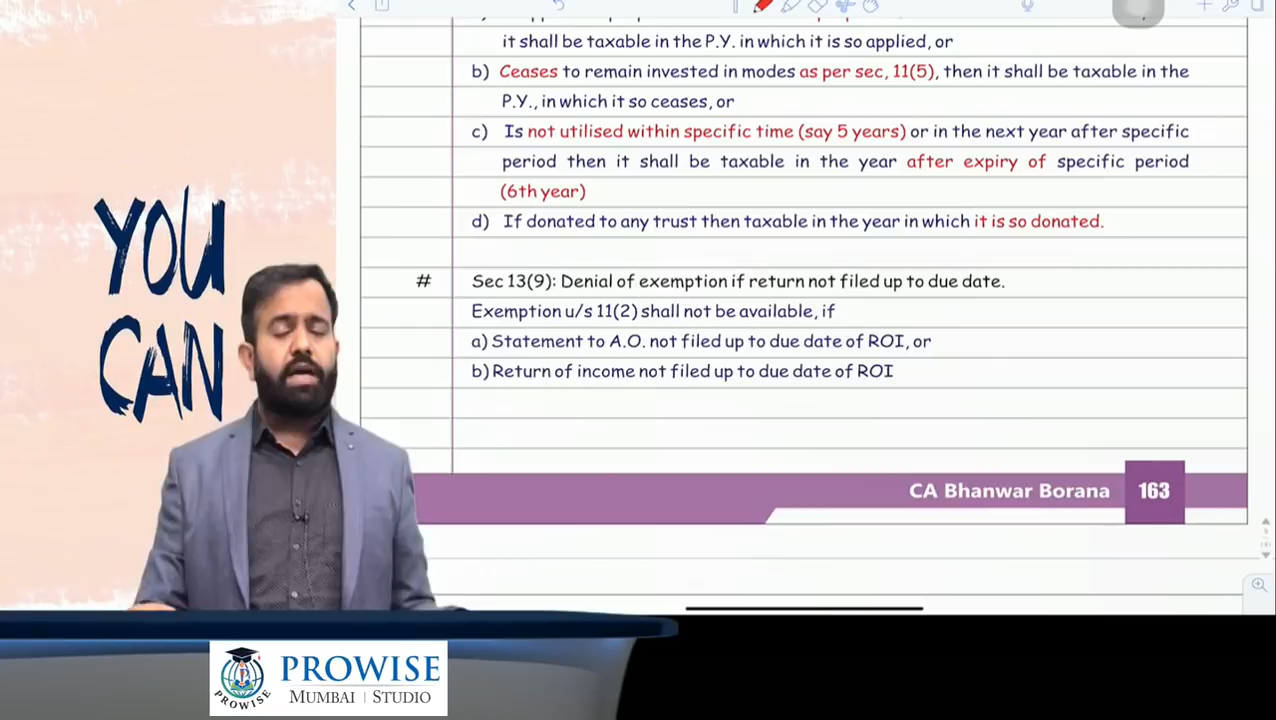 it shall be taxable in the P.Y. in which it is so applied, or
b) Ceases to remain invested in modes as per sec, 11(5), then it shall be taxable in the
P.Y., in which it so ceases, or
c) Is not utilised within specific time (say 5 years) or in the next year after specific
period then it shall be taxable in the year after expiry of specific period
(6th year)
d) If donated to any trust then taxable in the year in which it is so donated.
# Sec 13(9): Denial of exemption if return not filed up to due date.
Exemption u/s 11(2) shall not be available, if
a) Statement to A.O. not filed up to due date of ROI, or
b) Return of income not filed up to due date of ROI
CA Bhanwar Borana 163
YOU
CAN
PROWISE
PROWISE
MUMBAI | STUDIO